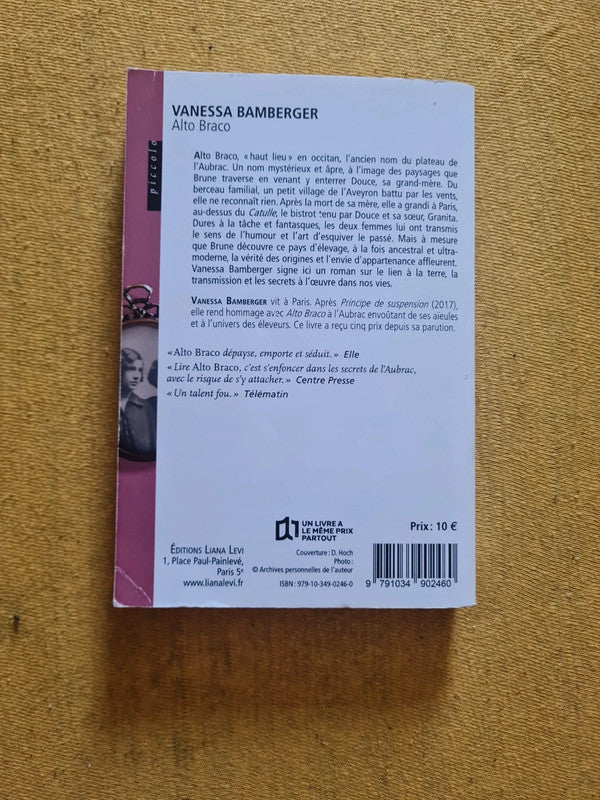 piccolo
VANESSA BAMBERGER
Alto Braco
Alto Braco, « haut lieu » en occitan, l'ancien nom du plateau de
l'Aubrac. Un nom mystérieux et âpre, à l'image des paysages que
Brune traverse en venant y enterrer Douce, sa grand-mère. Du
berceau familial, un petit village de l'Aveyron battu par les vents,
elle ne reconnaît rien. Après la mort de sa mère, elle a grandi à Paris,
au-dessus du Catulle, le bistrot tenu par Douce et sa sœur, Granita.
Dures à la tâche et fantasques, les deux femmes lui ont transmis
le sens de l'humour et l'art d'esquiver le passé. Mais à mesure
que Brune découvre ce pays d'élevage, à la fois ancestral et ultra-
moderne, la vérité des origines et l'envie d'appartenance affleurent.
Vanessa Bamberger signe ici un roman sur le lien à la terre, la
transmission et les secrets à l'œuvre dans nos vies.
VANESSA BAMBERGER vit à Paris. Après Principe de suspension (2017),
elle rend hommage avec Alto Braco à l'Aubrac envoûtant de ses aïeules
et à l'univers des éleveurs. Ce livre a reçu cinq prix depuis sa parution.
« Alto Braco dépayse, emporte et séduit. » Elle
« Lire Alto Braco, c'est s'enfoncer dans les secrets de l'Aubrac,
avec le risque de s'y attacher. » Centre Presse
« Un talent fou. » Télématin
UN LIVRE A
LE MÊME PRIX
PARTOUT
Prix : 10 €
ÉDITIONS LIANA LEVI
1, Place Paul-Painlevé,
Paris 5e
www.lianalevi.fr
Couverture : D. Hoch
Photo :
© Archives personnelles de l'auteur
ISBN : 979-10-349-0246-0
9 791034 902460